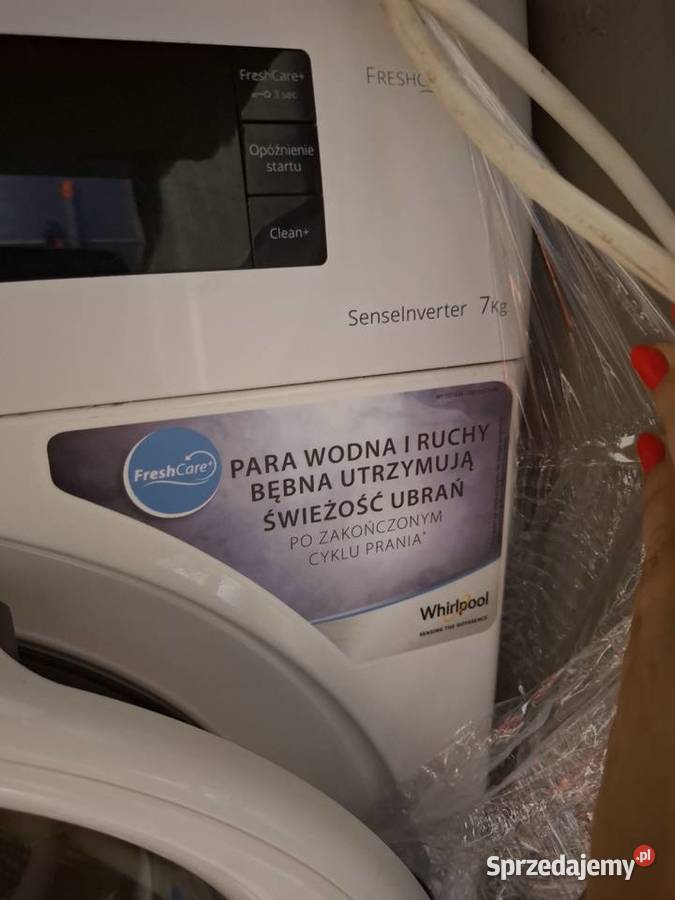 FreshCare+
3 sec
FRESHC
Opóźnienie
startu
Clean+
SenseInverter 7KG
FreshCare+
PARA WODNA I RUCHY
BĘBNA UTRZYMUJĄ
ŚWIEŻOŚĆ UBRAŃ
PO ZAKOŃCZONYM
CYKLU PRANIA*
Whirlpool
SENSING THE DIFFERENCE
Sprzedajemy.pl